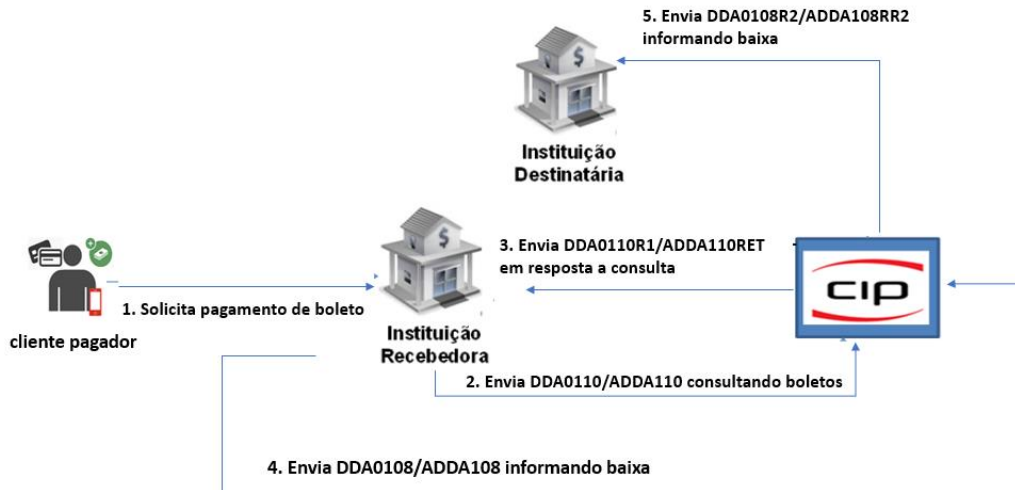 5. Envia DDA0108R2/ADDA108RR2
informando baixa
Instituição
Destinatária
3. Envia DDA0110R1/ADDA110RET
em resposta a consulta
cip
1. Solicita pagamento de boleto
cliente pagador
Instituição
Recebedora
2. Envia DDA0110/ADDA110 consultando boletos
4. Envia DDA0108/ADDA108 informando baixa